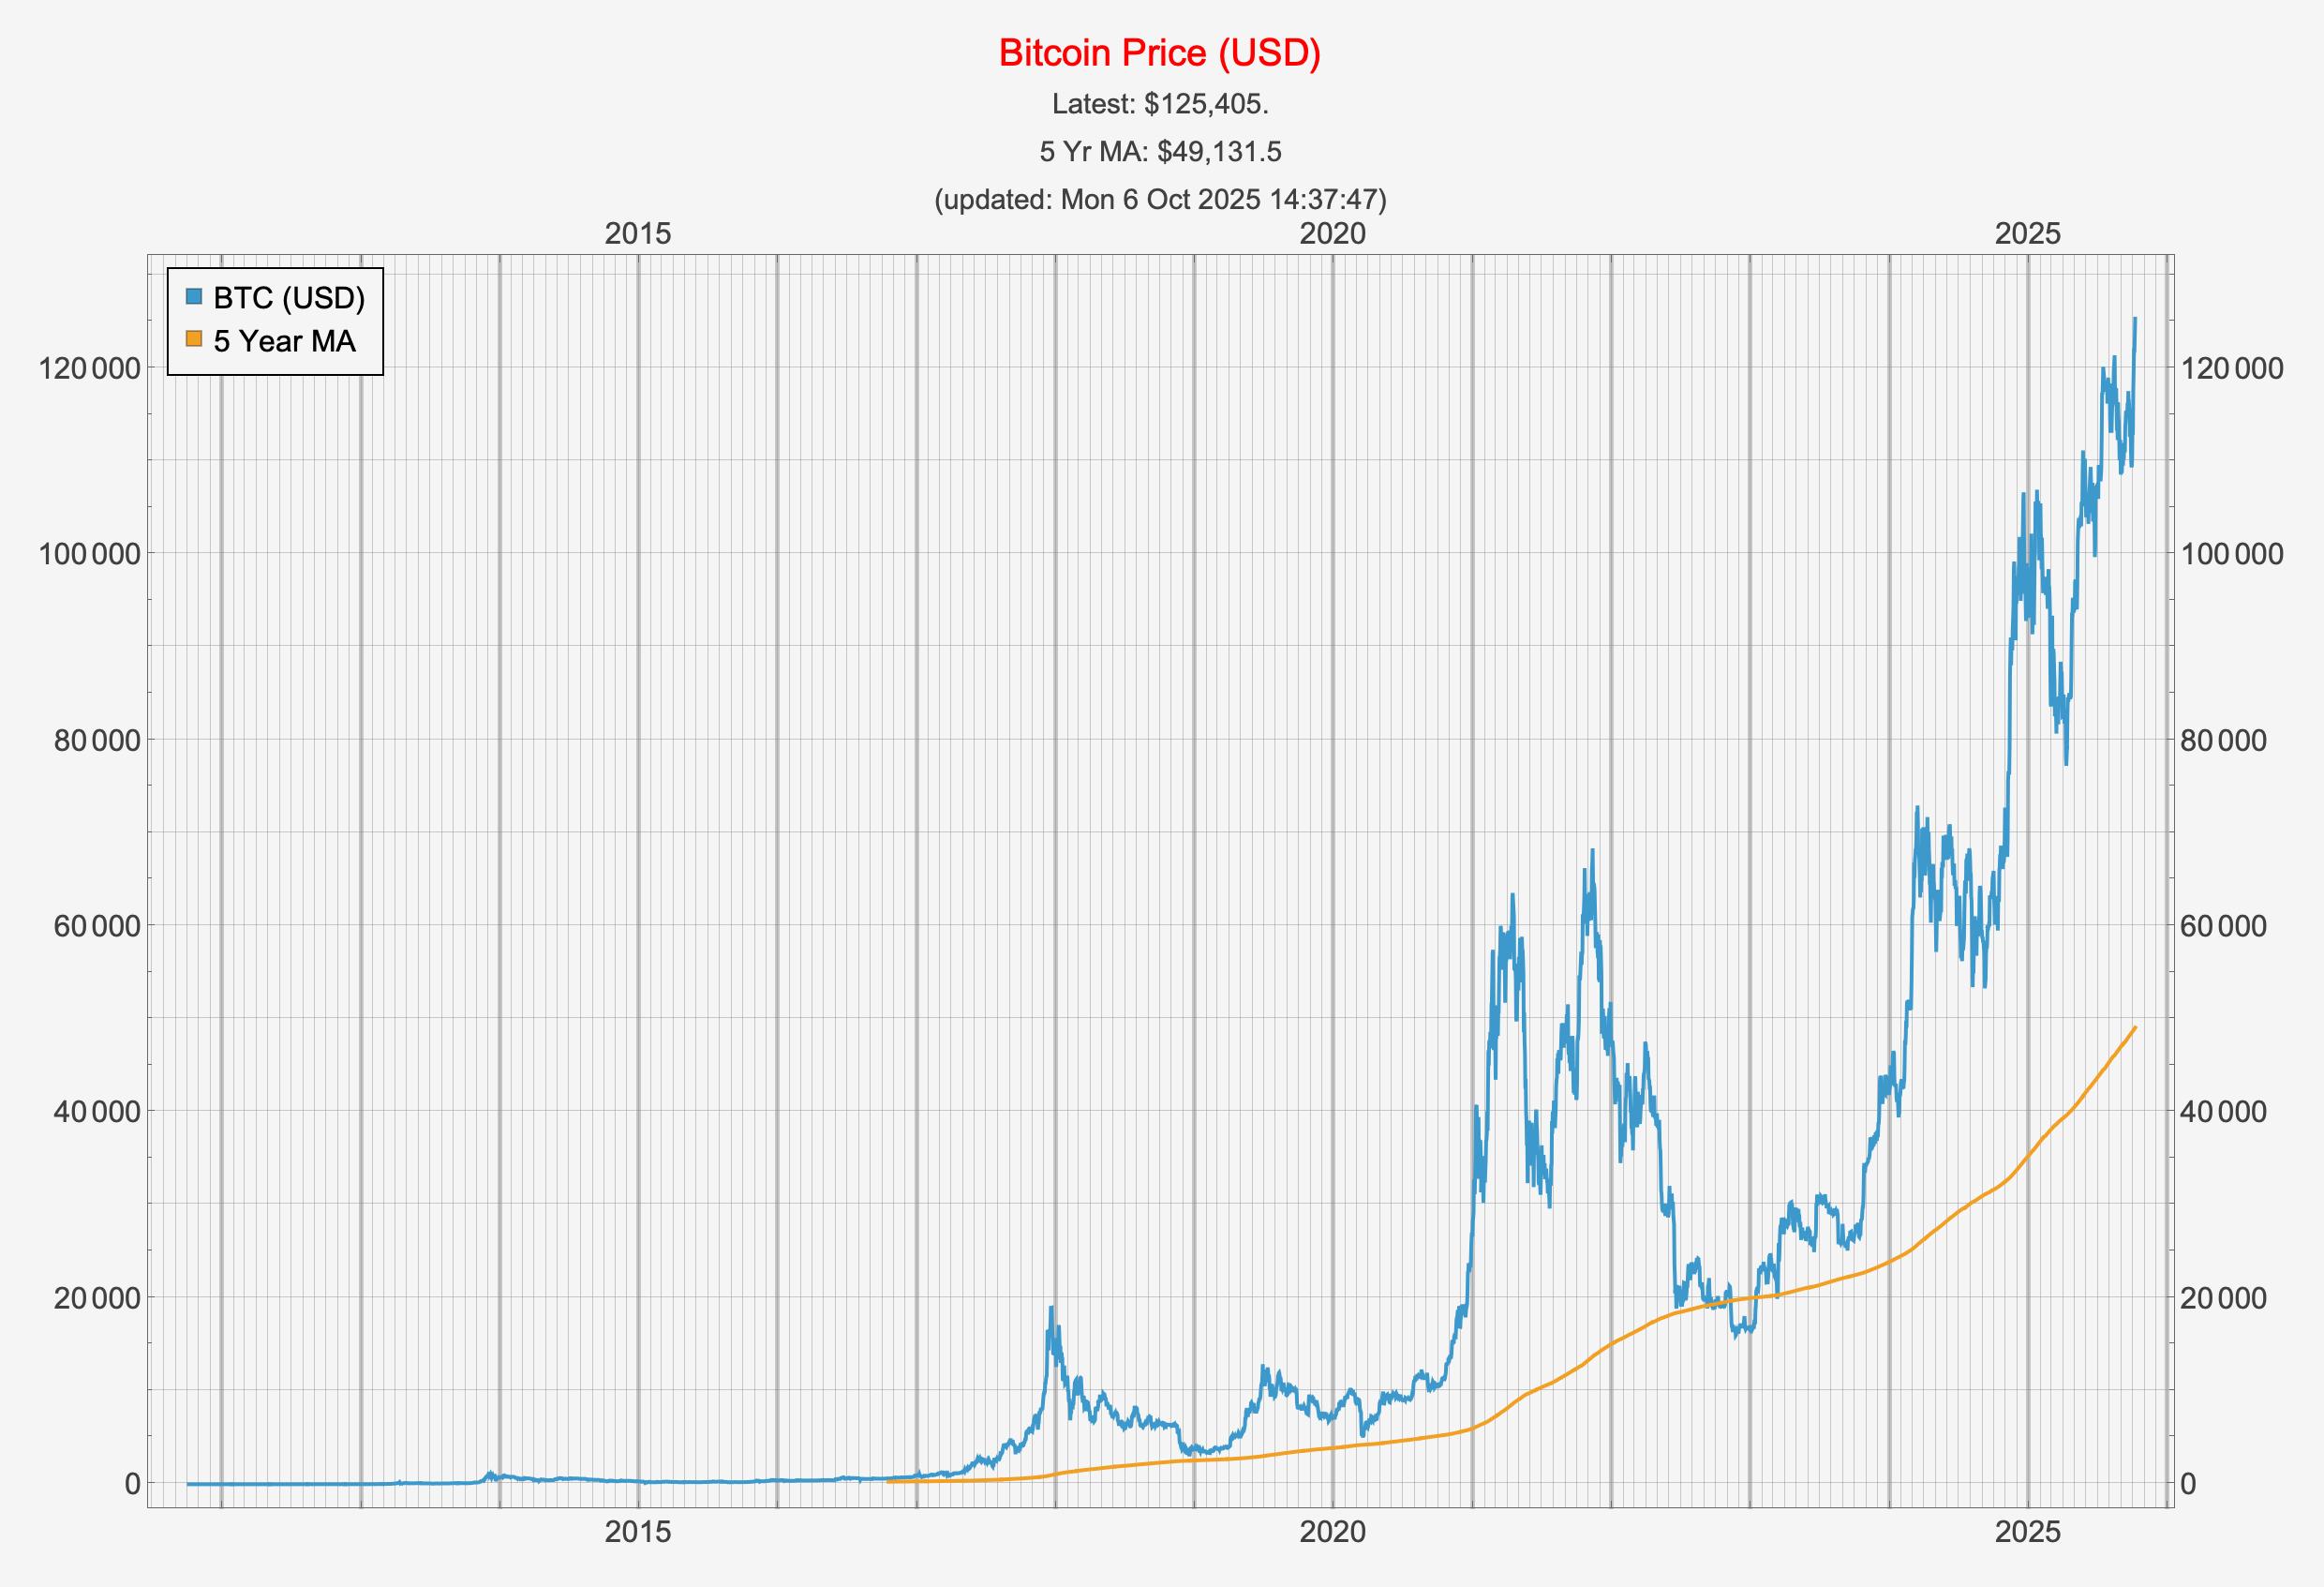 Bitcoin Price (USD)
Latest: $125,405.
5 Yr MA: $49,131.5
(updated: Mon 6 Oct 2025 14:37:47)
2015 2020 2025
BTC (USD)
5 Year MA
120 000 120 000
100 000 100 000
80 000 80 000
60 000 60 000
40 000 40 000
20 000 20 000
0 0
2015 2020 2025